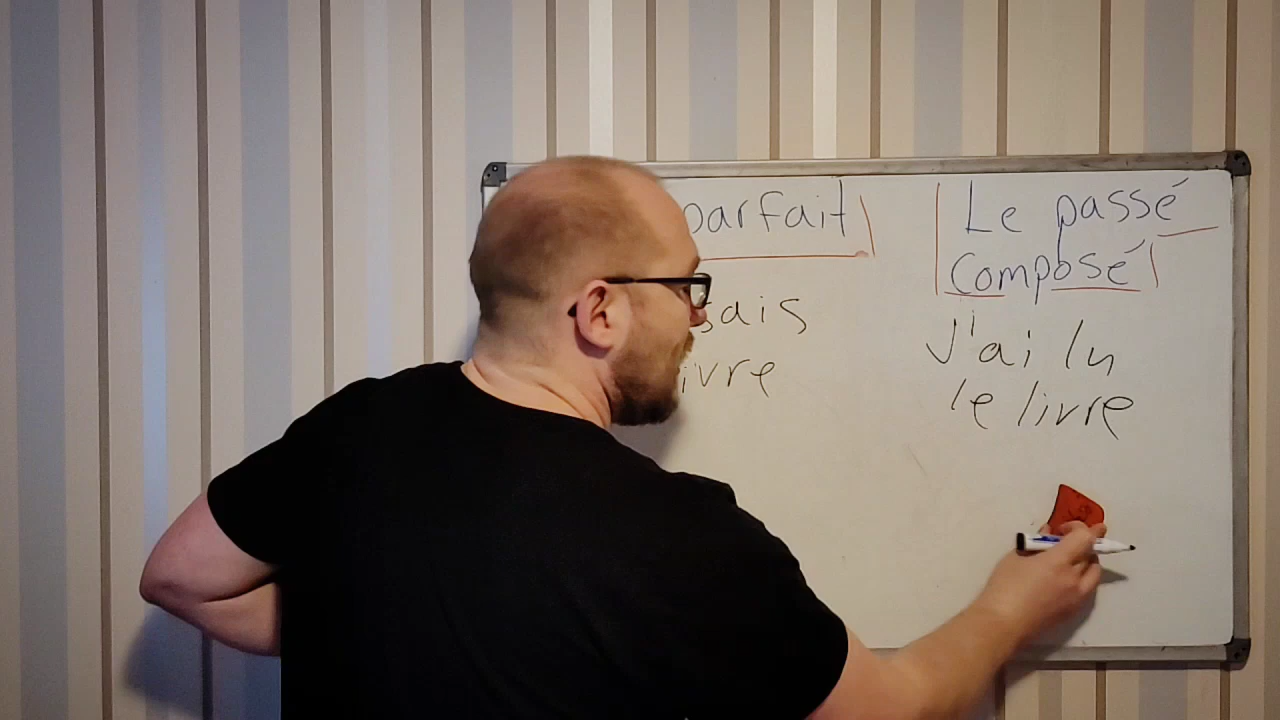 parfait
sais
ivre
Le passé
composé
J'ai lu
le livre